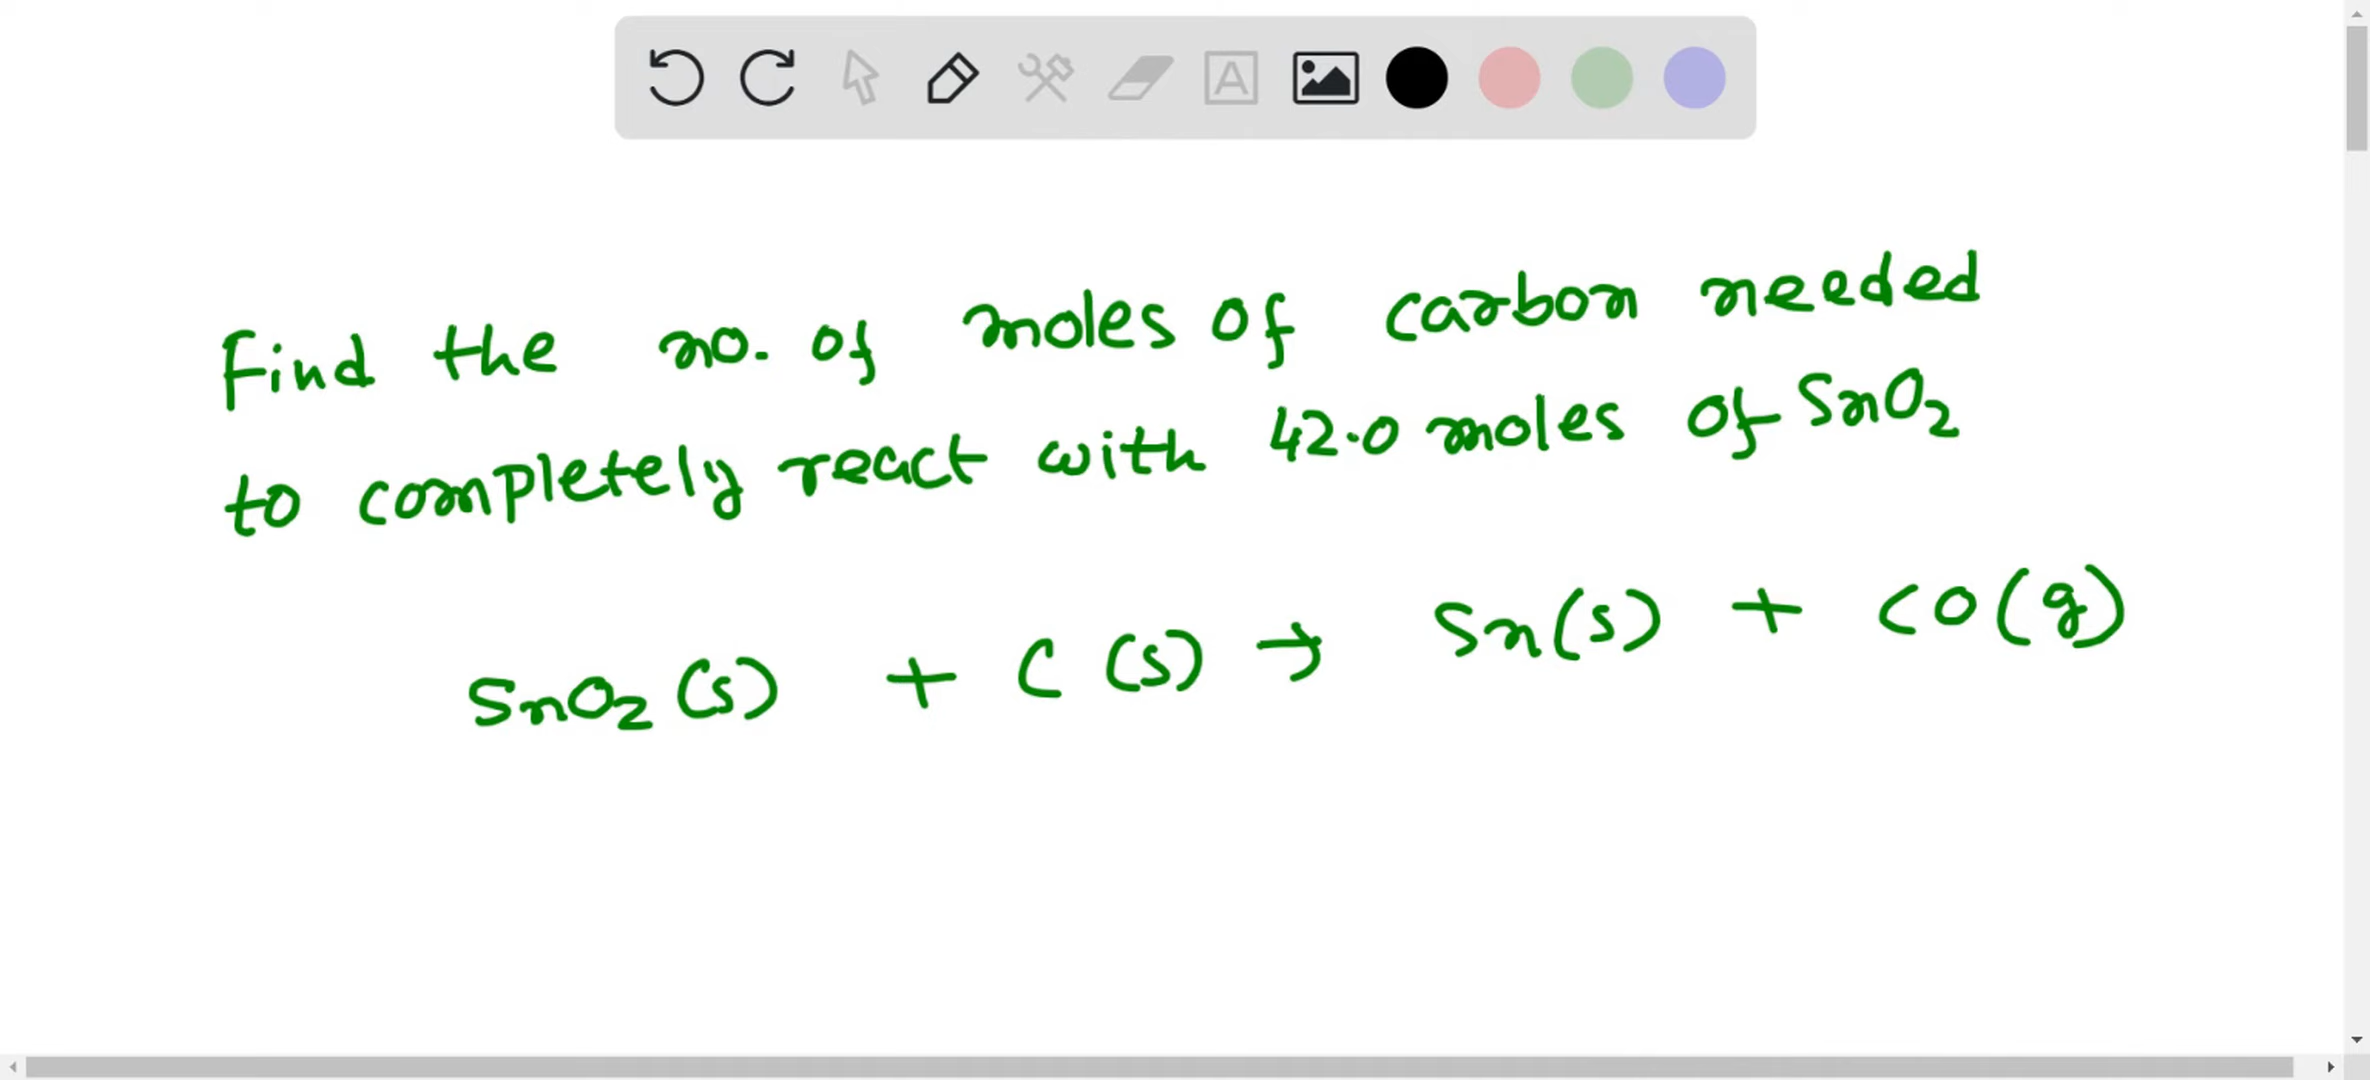 A
Find the no. of moles of carbon needed
to completely react with 42.0 moles of SnO₂
SnO₂ (s) + C (s) → Sn(s) + CO(g)